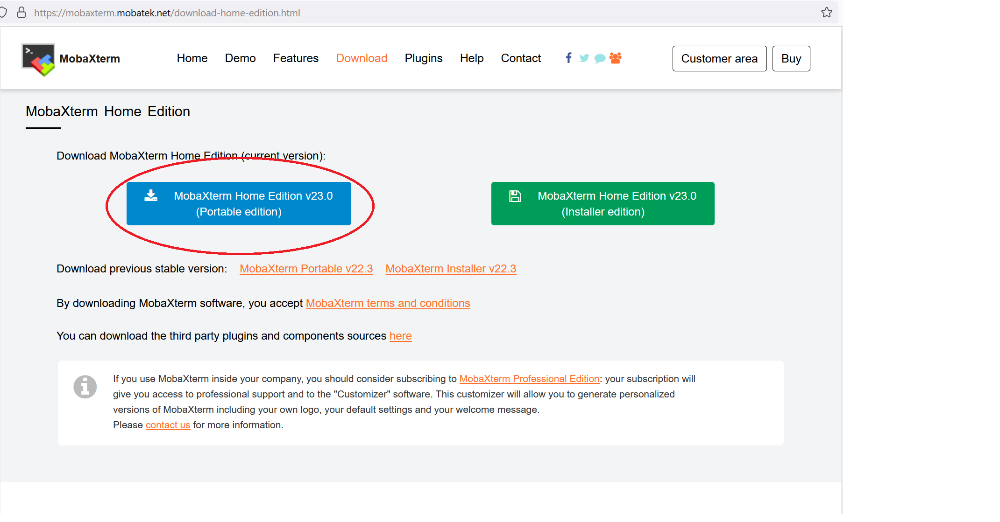 https://mobaxterm.mobatek.net/download-home-edition.html
>_
MobaXterm Home Demo Features Download Plugins Help Contact Customer area Buy
MobaXterm Home Edition
Download MobaXterm Home Edition (current version):
MobaXterm Home Edition v23.0
(Portable edition)
MobaXterm Home Edition v23.0
(Installer edition)
Download previous stable version: MobaXterm Portable v22.3 MobaXterm Installer v22.3
By downloading MobaXterm software, you accept MobaXterm terms and conditions
You can download the third party plugins and components sources here
If you use MobaXterm inside your company, you should consider subscribing to MobaXterm Professional Edition: your subscription will
give you access to professional support and to the "Customizer" software. This customizer will allow you to generate personalized
versions of MobaXterm including your own logo, your default settings and your welcome message.
Please contact us for more information.